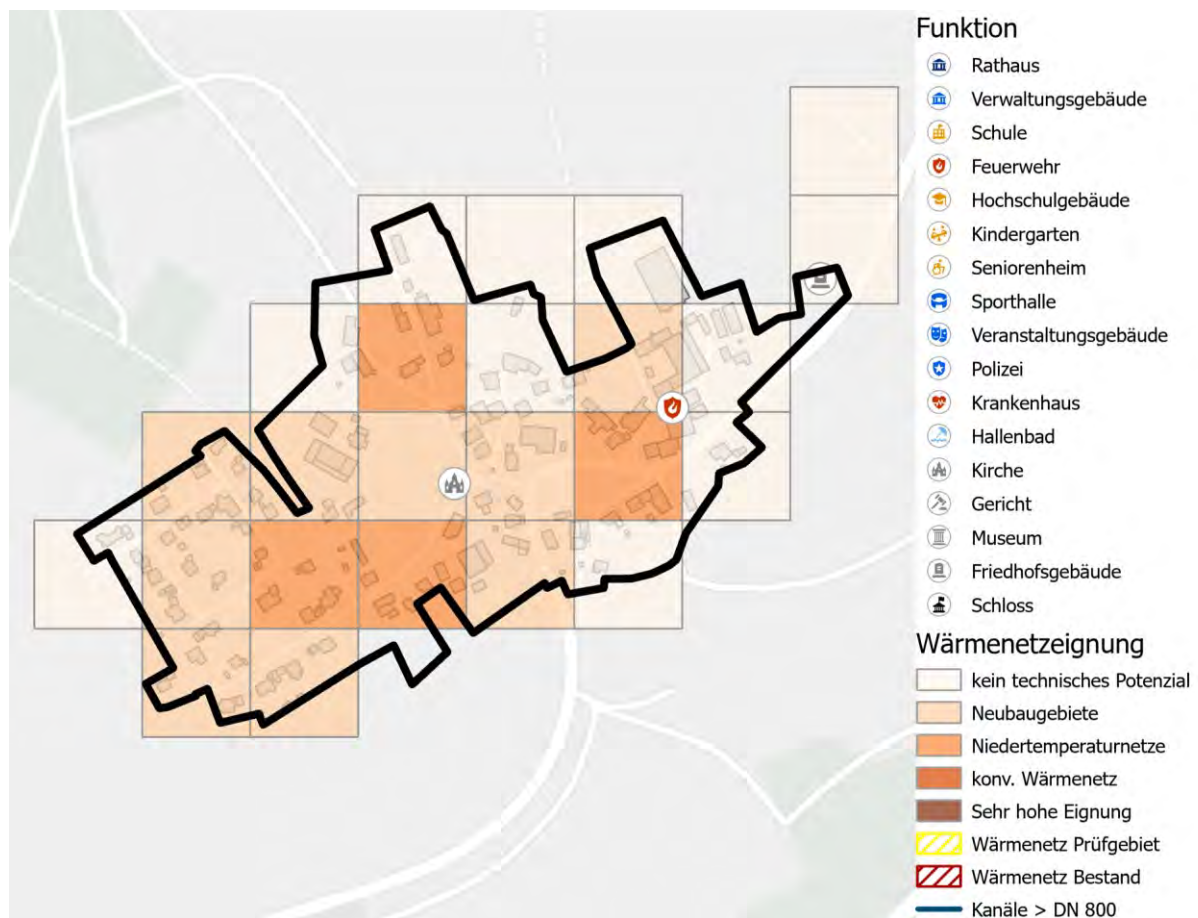 Funktion
Rathaus
Verwaltungsgebäude
Schule
Feuerwehr
Hochschulgebäude
Kindergarten
Seniorenheim
Sporthalle
Veranstaltungsgebäude
Polizei
Krankenhaus
Hallenbad
Kirche
Gericht
Museum
Friedhofsgebäude
Schloss
Wärmenetzeignung
kein technisches Potenzial
Neubaugebiete
Niedertemperaturnetze
konv. Wärmenetz
Sehr hohe Eignung
Wärmenetz Prüfgebiet
Wärmenetz Bestand
Kanäle > DN 800